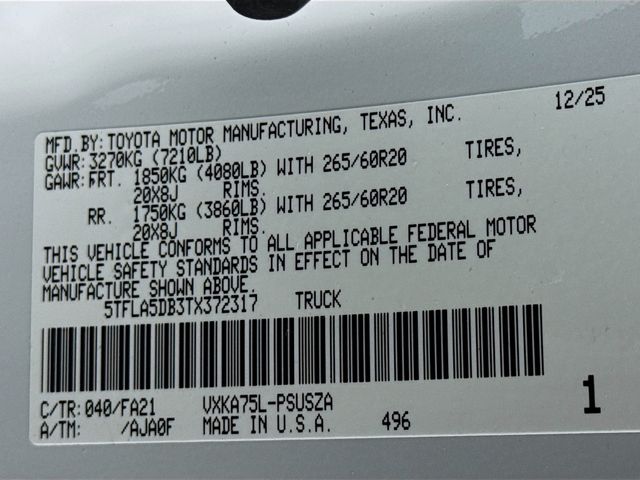 MFD.BY:TOYOTA MOTOR MANUFACTURING, TEXAS, INC. 12/25
GVWR:3270KG (7210LB)
GAWR:FRT. 1850KG (4080LB) WITH 265/60R20 TIRES,
20X8J RIMS.
RR. 1750KG (3860LB) WITH 265/60R20 TIRES,
20X8J RIMS.
THIS VEHICLE CONFORMS TO ALL APPLICABLE FEDERAL MOTOR
VEHICLE SAFETY STANDARDS IN EFFECT ON THE DATE OF
MANUFACTURE SHOWN ABOVE.
5TFLA5DB3TX372317 TRUCK
C/TR:040/FA21 VXKA75L-PSUSZA 1
A/TM: /AJA0F MADE IN U.S.A. 496